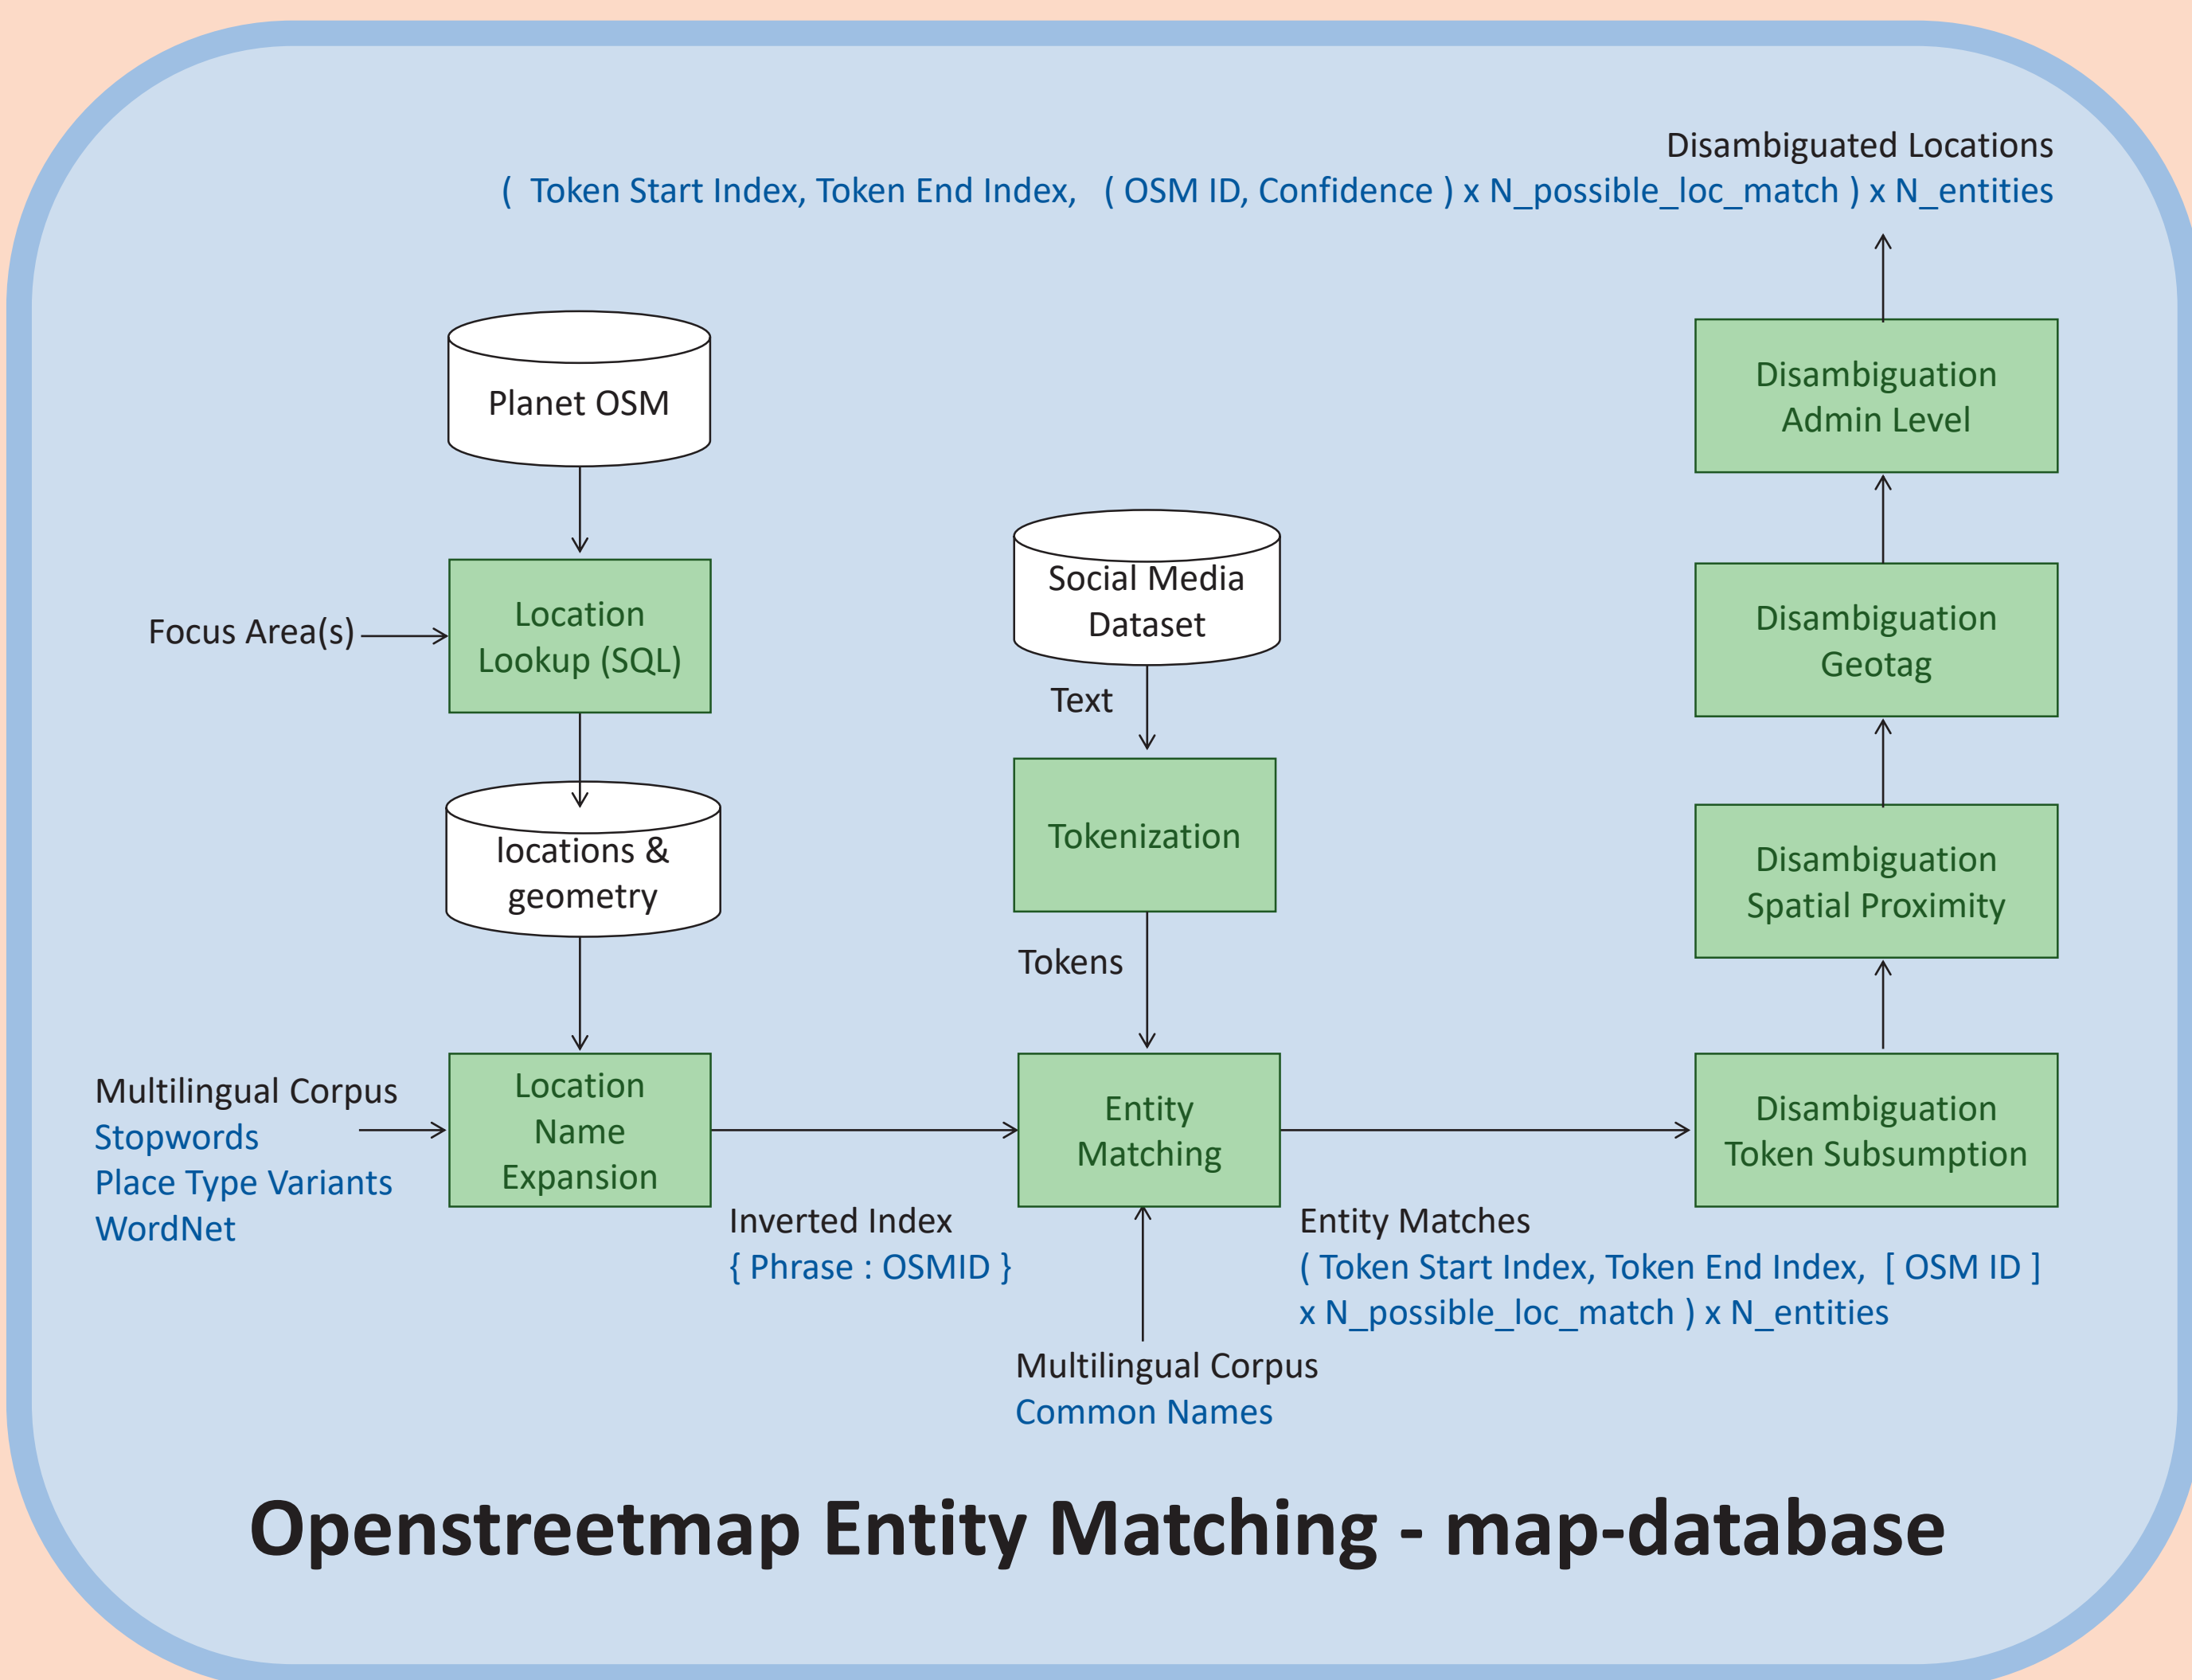 Disambiguated Locations
( Token Start Index, Token End Index, ( OSM ID, Confidence ) x N_possible_loc_match ) x N_entities
Planet OSM
Focus Area(s)
Location
Lookup (SQL)
locations &
geometry
Multilingual Corpus
Stopwords
Place Type Variants
WordNet
Location
Name
Expansion
Inverted Index
{ Phrase : OSMID }
Social Media
Dataset
Text
Tokenization
Tokens
Entity
Matching
Multilingual Corpus
Common Names
Entity Matches
( Token Start Index, Token End Index, [ OSM ID ]
x N_possible_loc_match ) x N_entities
Disambiguation
Token Subsumption
Disambiguation
Spatial Proximity
Disambiguation
Geotag
Disambiguation
Admin Level
Openstreetmap Entity Matching - map-database